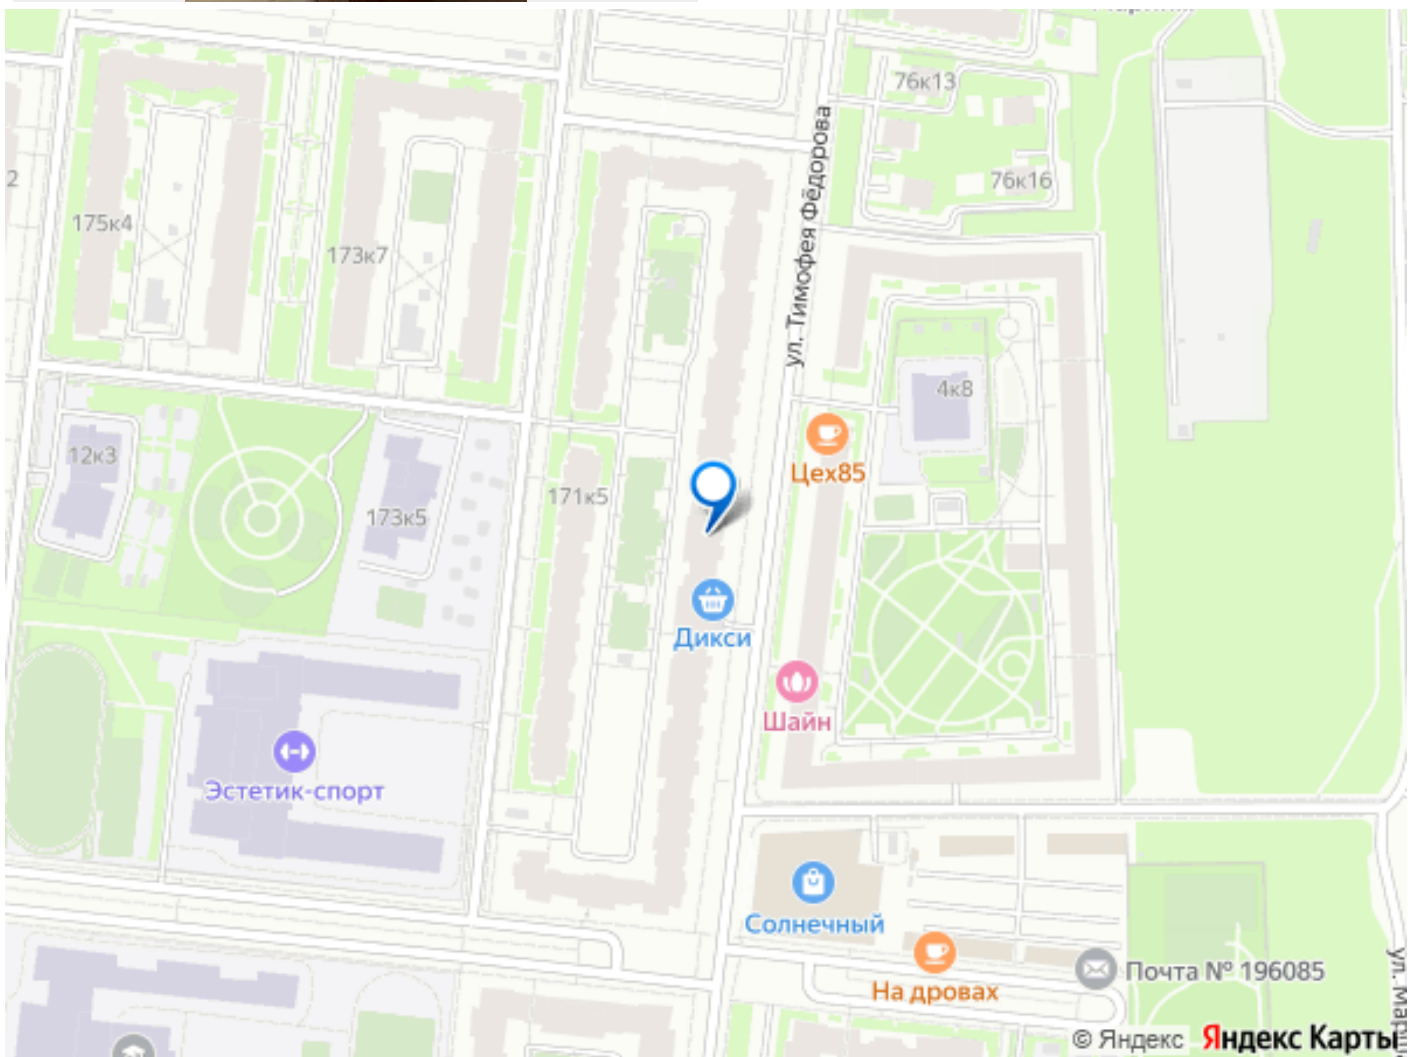 76к13
ул. Тимофея Фёдорова
2
76к16
175к4
173к7
4к8
12к3
Цех85
171к5
173к5
Дикси
Шайн
Эстетик-спорт
Солнечный
Почта № 196085
На дровах
© Яндекс Яндекс Карты